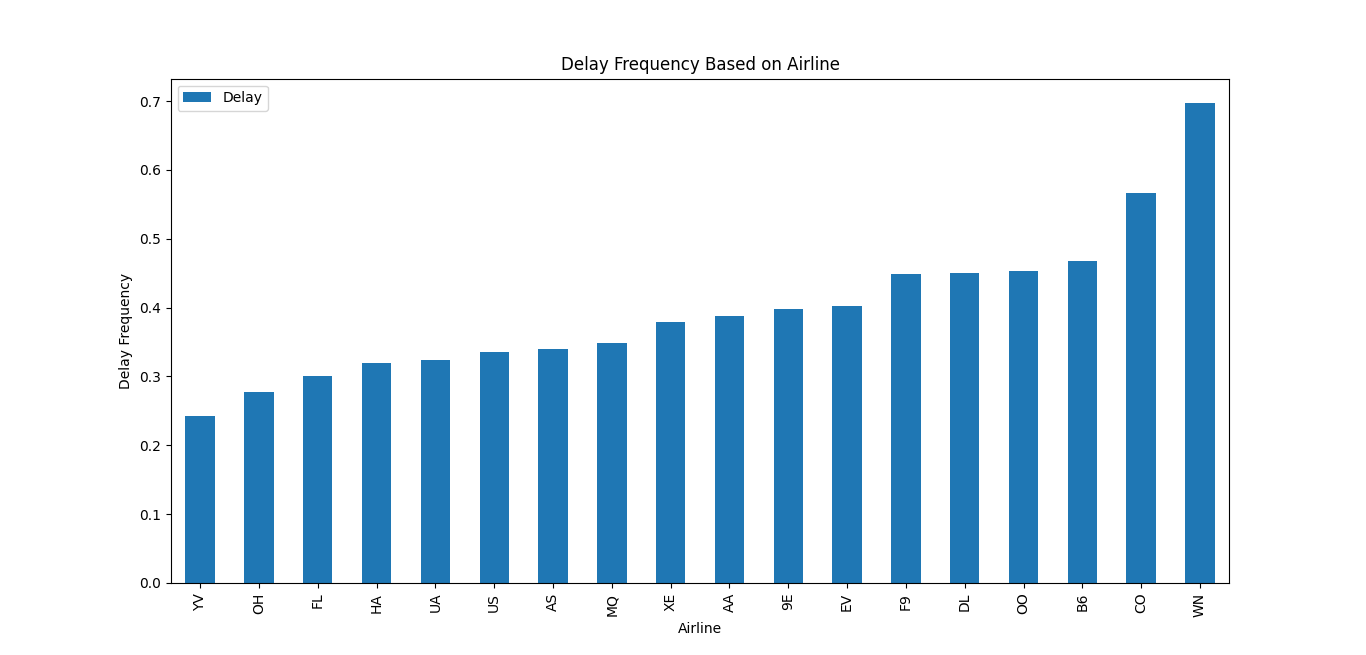 Delay Frequency Based on Airline
Delay
0.7
0.6
0.5
0.4
0.3
0.2
0.1
0.0
Delay Frequency
YV OH FL HA UA US AS MQ XE AA 9E EV F9 DL OO B6 CO WN
Airline